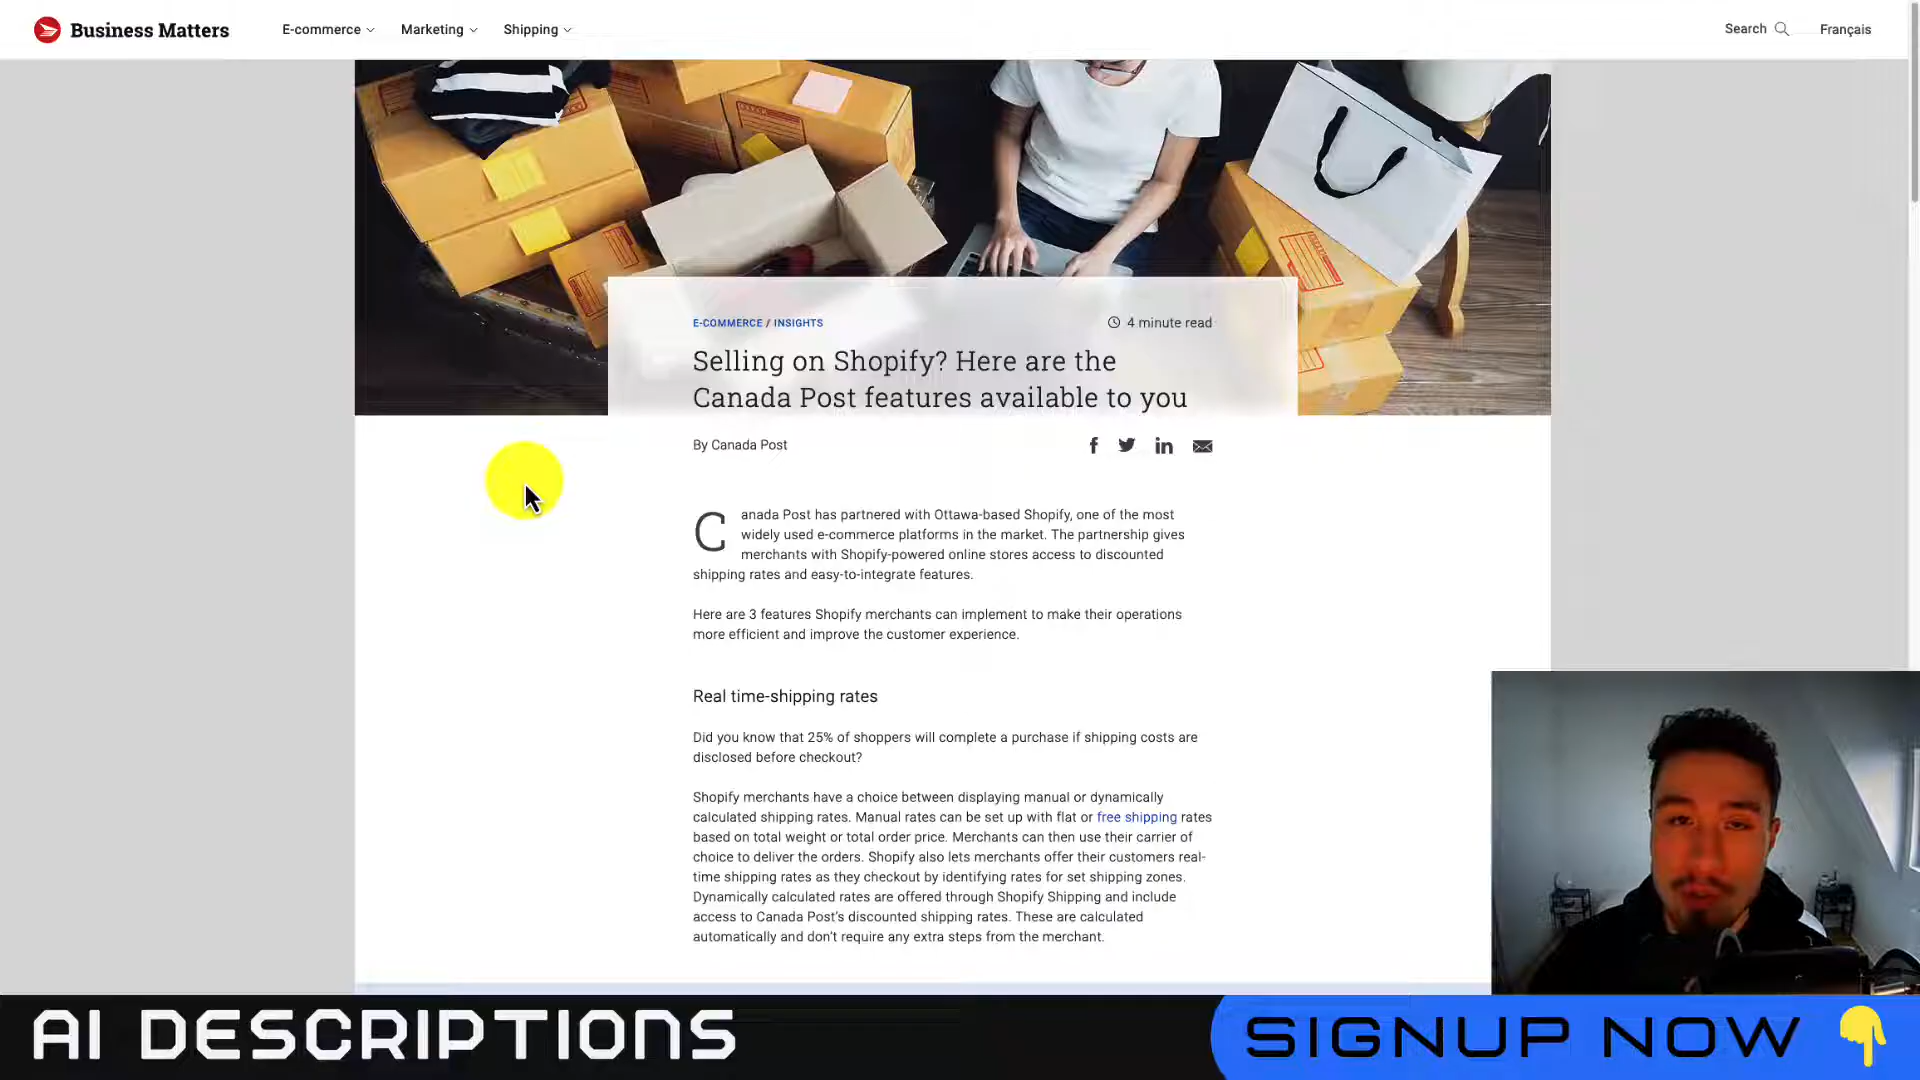 Business Matters
E-commerce
Marketing
Shipping
Search
Français
E-COMMERCE / INSIGHTS
4 minute read
Selling on Shopify? Here are the
Canada Post features available to you
By Canada Post
Canada Post has partnered with Ottawa-based Shopify, one of the most
widely used e-commerce platforms in the market. The partnership gives
merchants with Shopify-powered online stores access to discounted
shipping rates and easy-to-integrate features.
Here are 3 features Shopify merchants can implement to make their operations
more efficient and improve the customer experience.
Real time-shipping rates
Did you know that 25% of shoppers will complete a purchase if shipping costs are
disclosed before checkout?
Shopify merchants have a choice between displaying manual or dynamically
calculated shipping rates. Manual rates can be set up with flat or free shipping rates
based on total weight or total order price. Merchants can then use their carrier of
choice to deliver the orders. Shopify also lets merchants offer their customers real-
time shipping rates as they checkout by identifying rates for set shipping zones.
Dynamically calculated rates are offered through Shopify Shipping and include
access to Canada Post's discounted shipping rates. These are calculated
automatically and don't require any extra steps from the merchant.
AI DESCRIPTIONS
SIGNUP NOW